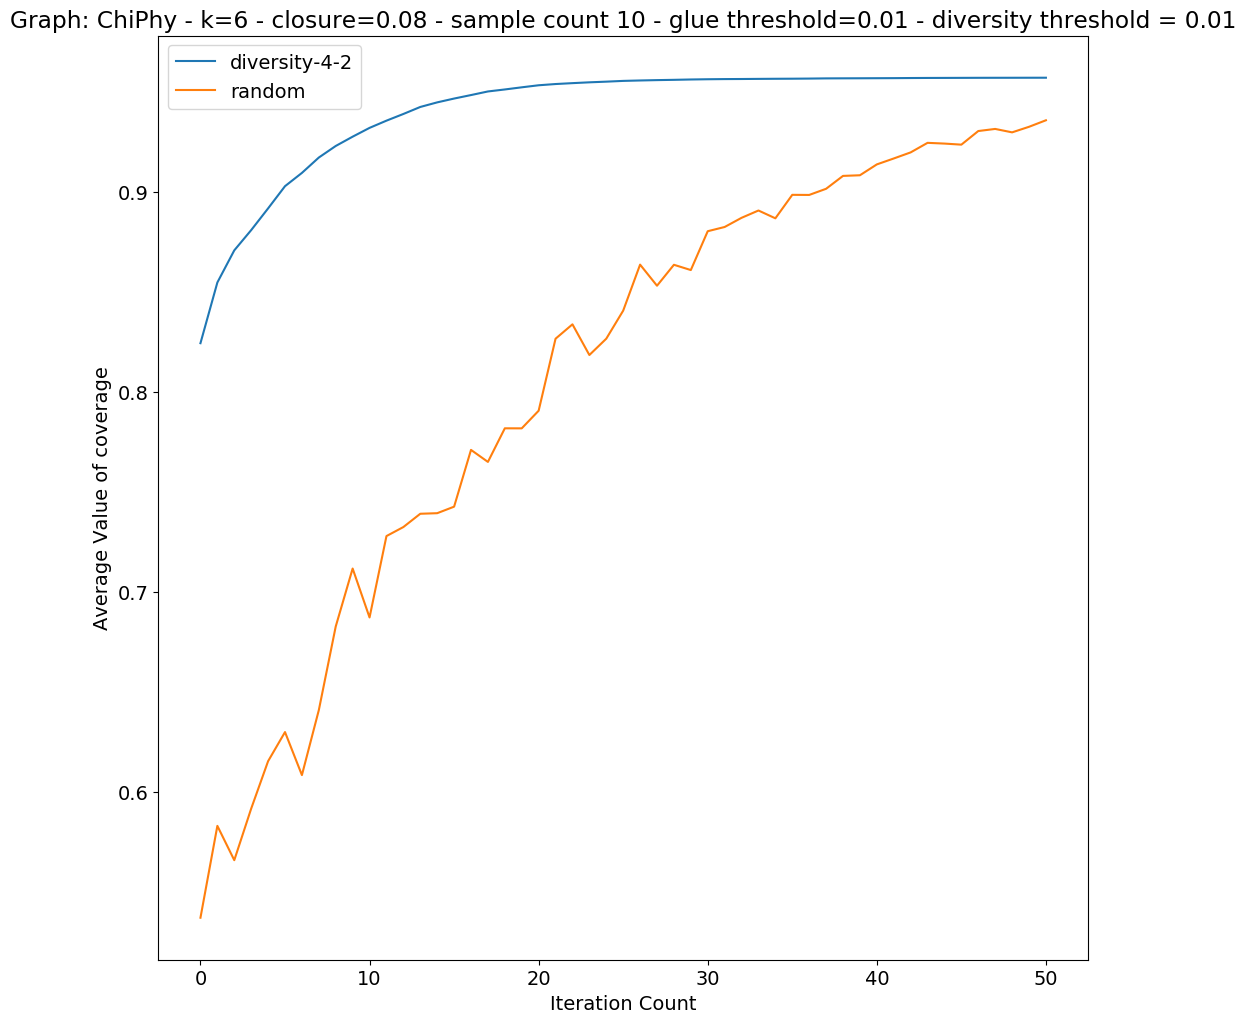 Graph: ChiPhy - k=6 - closure=0.08 - sample count 10 - glue threshold=0.01 - diversity threshold = 0.01
diversity-4-2
random
Average Value of coverage
0.9
0.8
0.7
0.6
0 10 20 30 40 50
Iteration Count